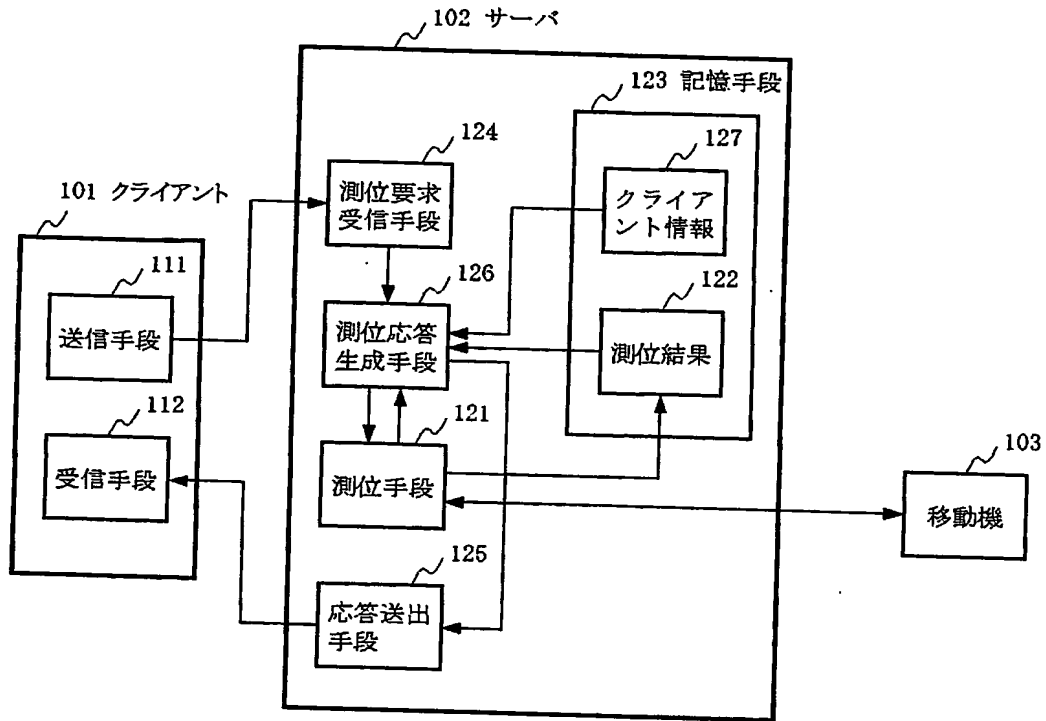 102 サーバ
123 記憶手段
124
127
測位要求
受信手段
クライア
ント情報
101 クライアント
111
送信手段
126
測位応答
生成手段
122
測位結果
112
受信手段
121
測位手段
103
移動機
125
応答送出
手段